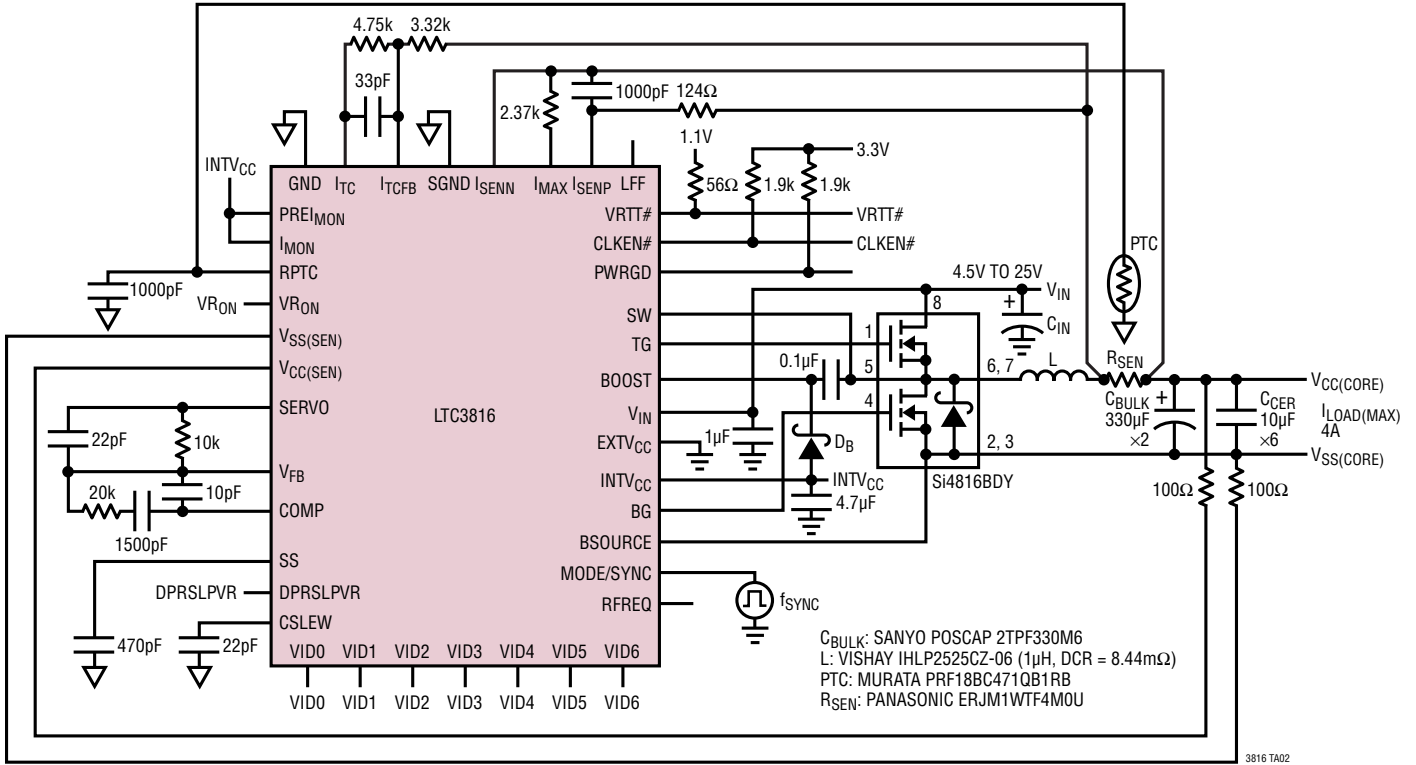 4.75k
3.32k
33pF
1000pF
124Ω
2.37k
1.1V
3.3V
INTVCC
GND
ITC
ITCFB
SGND
ISENN
IMAX
ISENP
LFF
56Ω
1.9k
1.9k
PREIMON
VRTT#
VRTT#
IMON
CLKEN#
CLKEN#
PTC
RPTC
PWRGD
4.5V TO 25V
1000pF
VIN
VRON
VRON
8
+
CIN
SW
VSS(SEN)
1
TG
0.1µF
5
6, 7
L
RSEN
VCC(SEN)
BOOST
VCC(CORE)
4
CBULK
330µF
×2
+
CCER
10µF
×6
ILOAD(MAX)
4A
SERVO
LTC3816
VIN
22pF
10k
1µF
DB
EXTVCC
2, 3
VSS(CORE)
VFB
INTVCC
INTVCC
Si4816BDY
20k
10pF
4.7µF
100Ω
100Ω
COMP
BG
1500pF
BSOURCE
SS
MODE/SYNC
DPRSLPVR
DPRSLPVR
RFREQ
fSYNC
CSLEW
470pF
22pF
VID0
VID1
VID2
VID3
VID4
VID5
VID6
VID0
VID1
VID2
VID3
VID4
VID5
VID6
CBULK: SANYO POSCAP 2TPF330M6
L: VISHAY IHLP2525CZ-06 (1µH, DCR = 8.44mΩ)
PTC: MURATA PRF18BC471QB1RB
RSEN: PANASONIC ERJM1WTF4M0U
3816 TA02